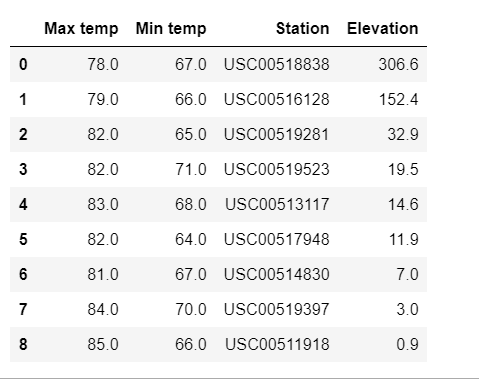 Max temp Min temp Station Elevation
0 78.0 67.0 USC00518838 306.6
1 79.0 66.0 USC00516128 152.4
2 82.0 65.0 USC00519281 32.9
3 82.0 71.0 USC00519523 19.5
4 83.0 68.0 USC00513117 14.6
5 82.0 64.0 USC00517948 11.9
6 81.0 67.0 USC00514830 7.0
7 84.0 70.0 USC00519397 3.0
8 85.0 66.0 USC00511918 0.9